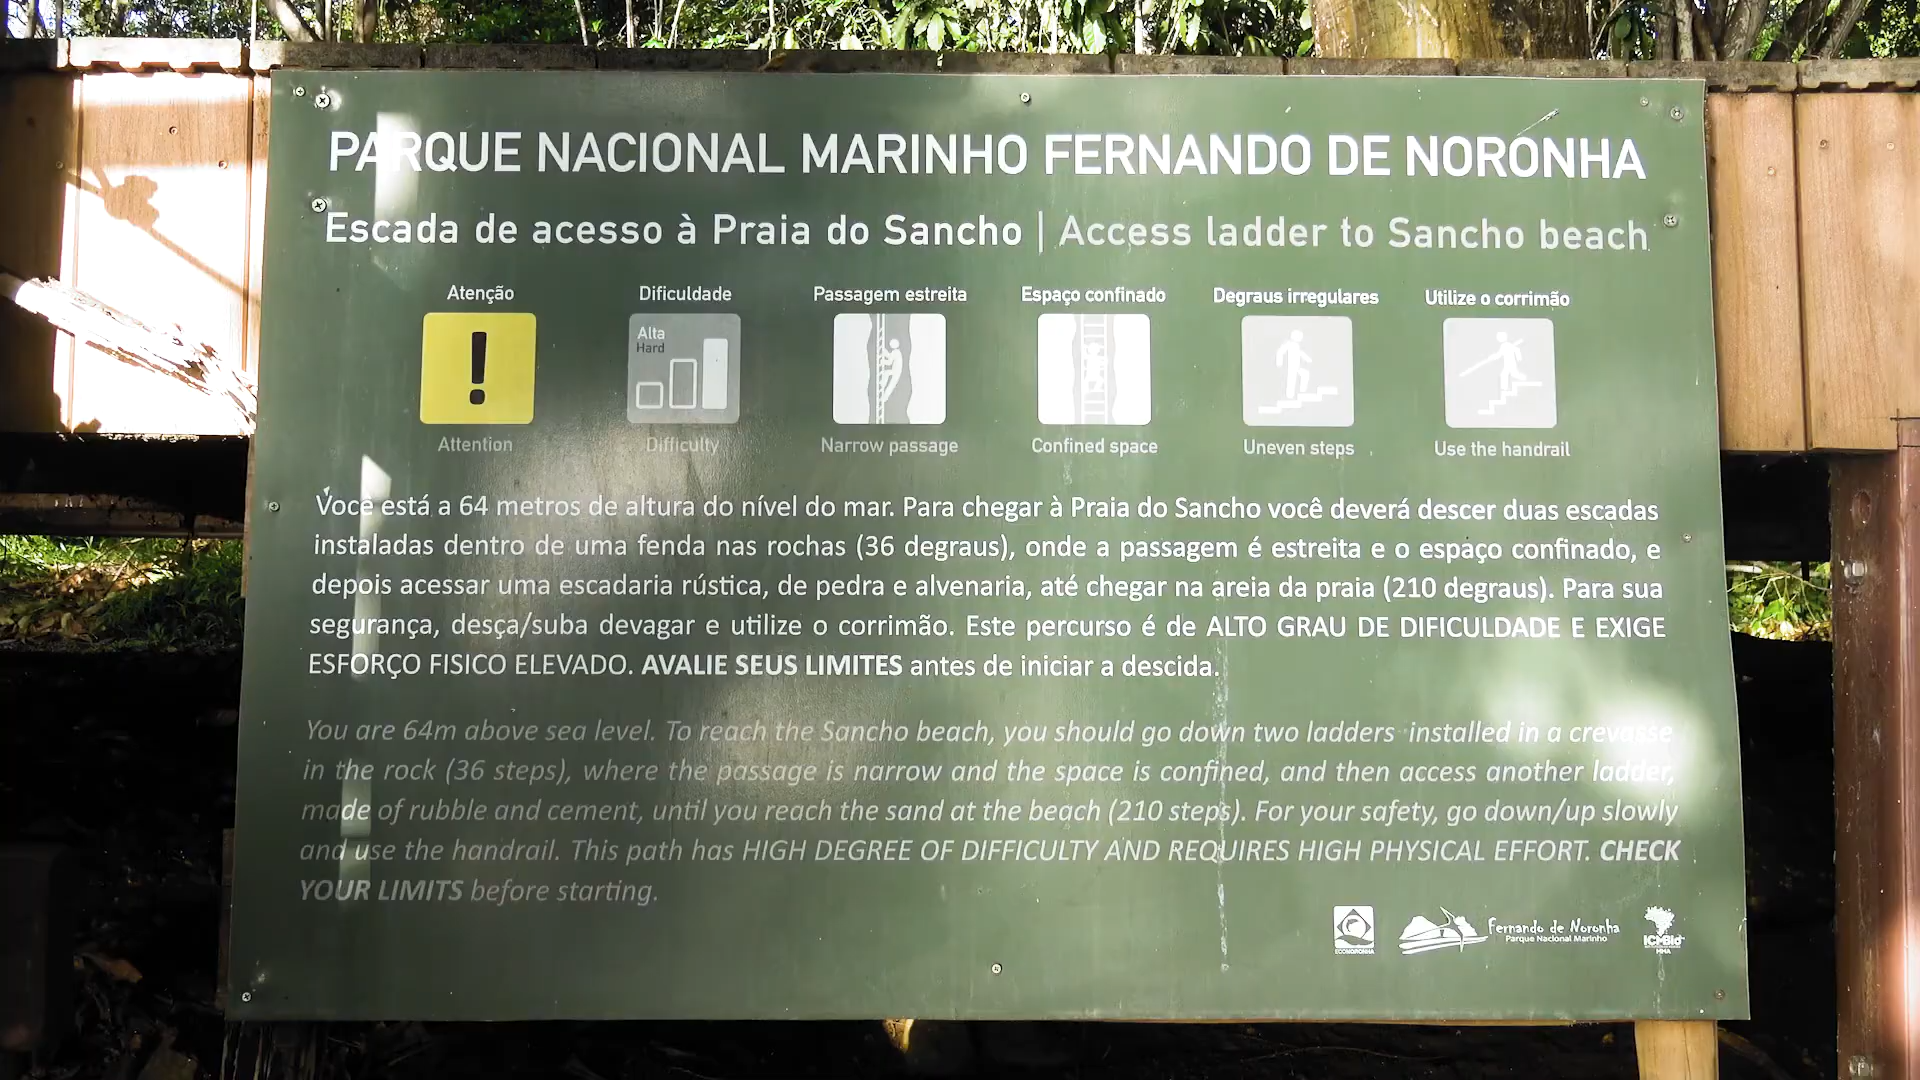 PARQUE NACIONAL MARINHO FERNANDO DE NORONHA
Escada de acesso à Praia do Sancho | Access ladder to Sancho beach
Atenção Dificuldade Passagem estreita Espaço confinado Degraus irregulares Utilize o corrimão
Alta
Hard
!
Attention Difficulty Narrow passage Confined space Uneven steps Use the handrail
Você está a 64 metros de altura do nível do mar. Para chegar à Praia do Sancho você deverá descer duas escadas
instaladas dentro de uma fenda nas rochas (36 degraus), onde a passagem é estreita e o espaço confinado, e
depois acessar uma escadaria rústica, de pedra e alvenaria, até chegar na areia da praia (210 degraus). Para sua
segurança, desça/suba devagar e utilize o corrimão. Este percurso é de ALTO GRAU DE DIFICULDADE E EXIGE
ESFORÇO FISICO ELEVADO. AVALIE SEUS LIMITES antes de iniciar a descida.
You are 64m above sea level. To reach the Sancho beach, you should go down two ladders installed in a crevasse
in the rock (36 steps), where the passage is narrow and the space is confined, and then access another ladder,
made of rubble and cement, until you reach the sand at the beach (210 steps). For your safety, go down/up slowly
and use the handrail. This path has HIGH DEGREE OF DIFFICULTY AND REQUIRES HIGH PHYSICAL EFFORT. CHECK
YOUR LIMITS before starting.
Fernando de Noronha
Parque Nacional Marinho
ECONORONHA
ICMBio
MMA